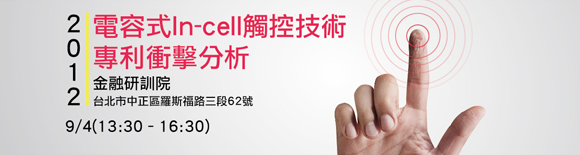 2012
電容式In-cell觸控技術
專利衝擊分析
金融研訓院
台北市中正區羅斯福路三段62號
9/4(13:30 - 16:30)